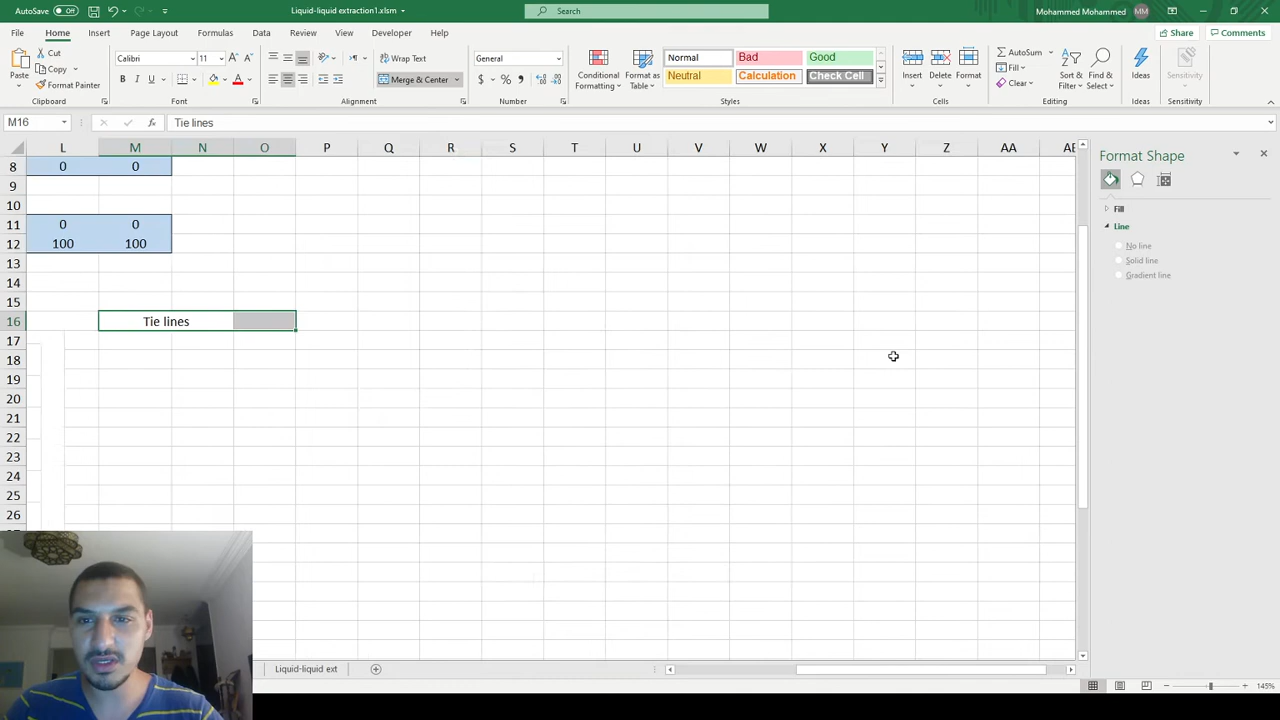 AutoSave Off Liquid-liquid extraction1.xlsm Search Mohammed Mohammed MM
File Home Insert Page Layout Formulas Data Review View Developer Help Share Comments
Paste Cut Copy Format Painter Clipboard
Calibri 11 B I U A A A Font
Wrap Text Merge & Center Alignment
General $ % , Number
Conditional Formatting Format as Table Normal Bad Good Neutral Calculation Check Cell Styles
Insert Delete Format Cells
AutoSum Fill Clear Sort & Filter Find & Select Editing
Ideas Ideas
Sensitivity Sensitivity
M16 fx Tie lines
L M N O P Q R S T U V W X Y Z AA AE
8 0 0
9
10
11 0 0
12 100 100
13
14
15
16 Tie lines
17
18
19
20
21
22
23
24
25
26
Format Shape
Fill
Line
No line
Solid line
Gradient line
Liquid-liquid ext
145%